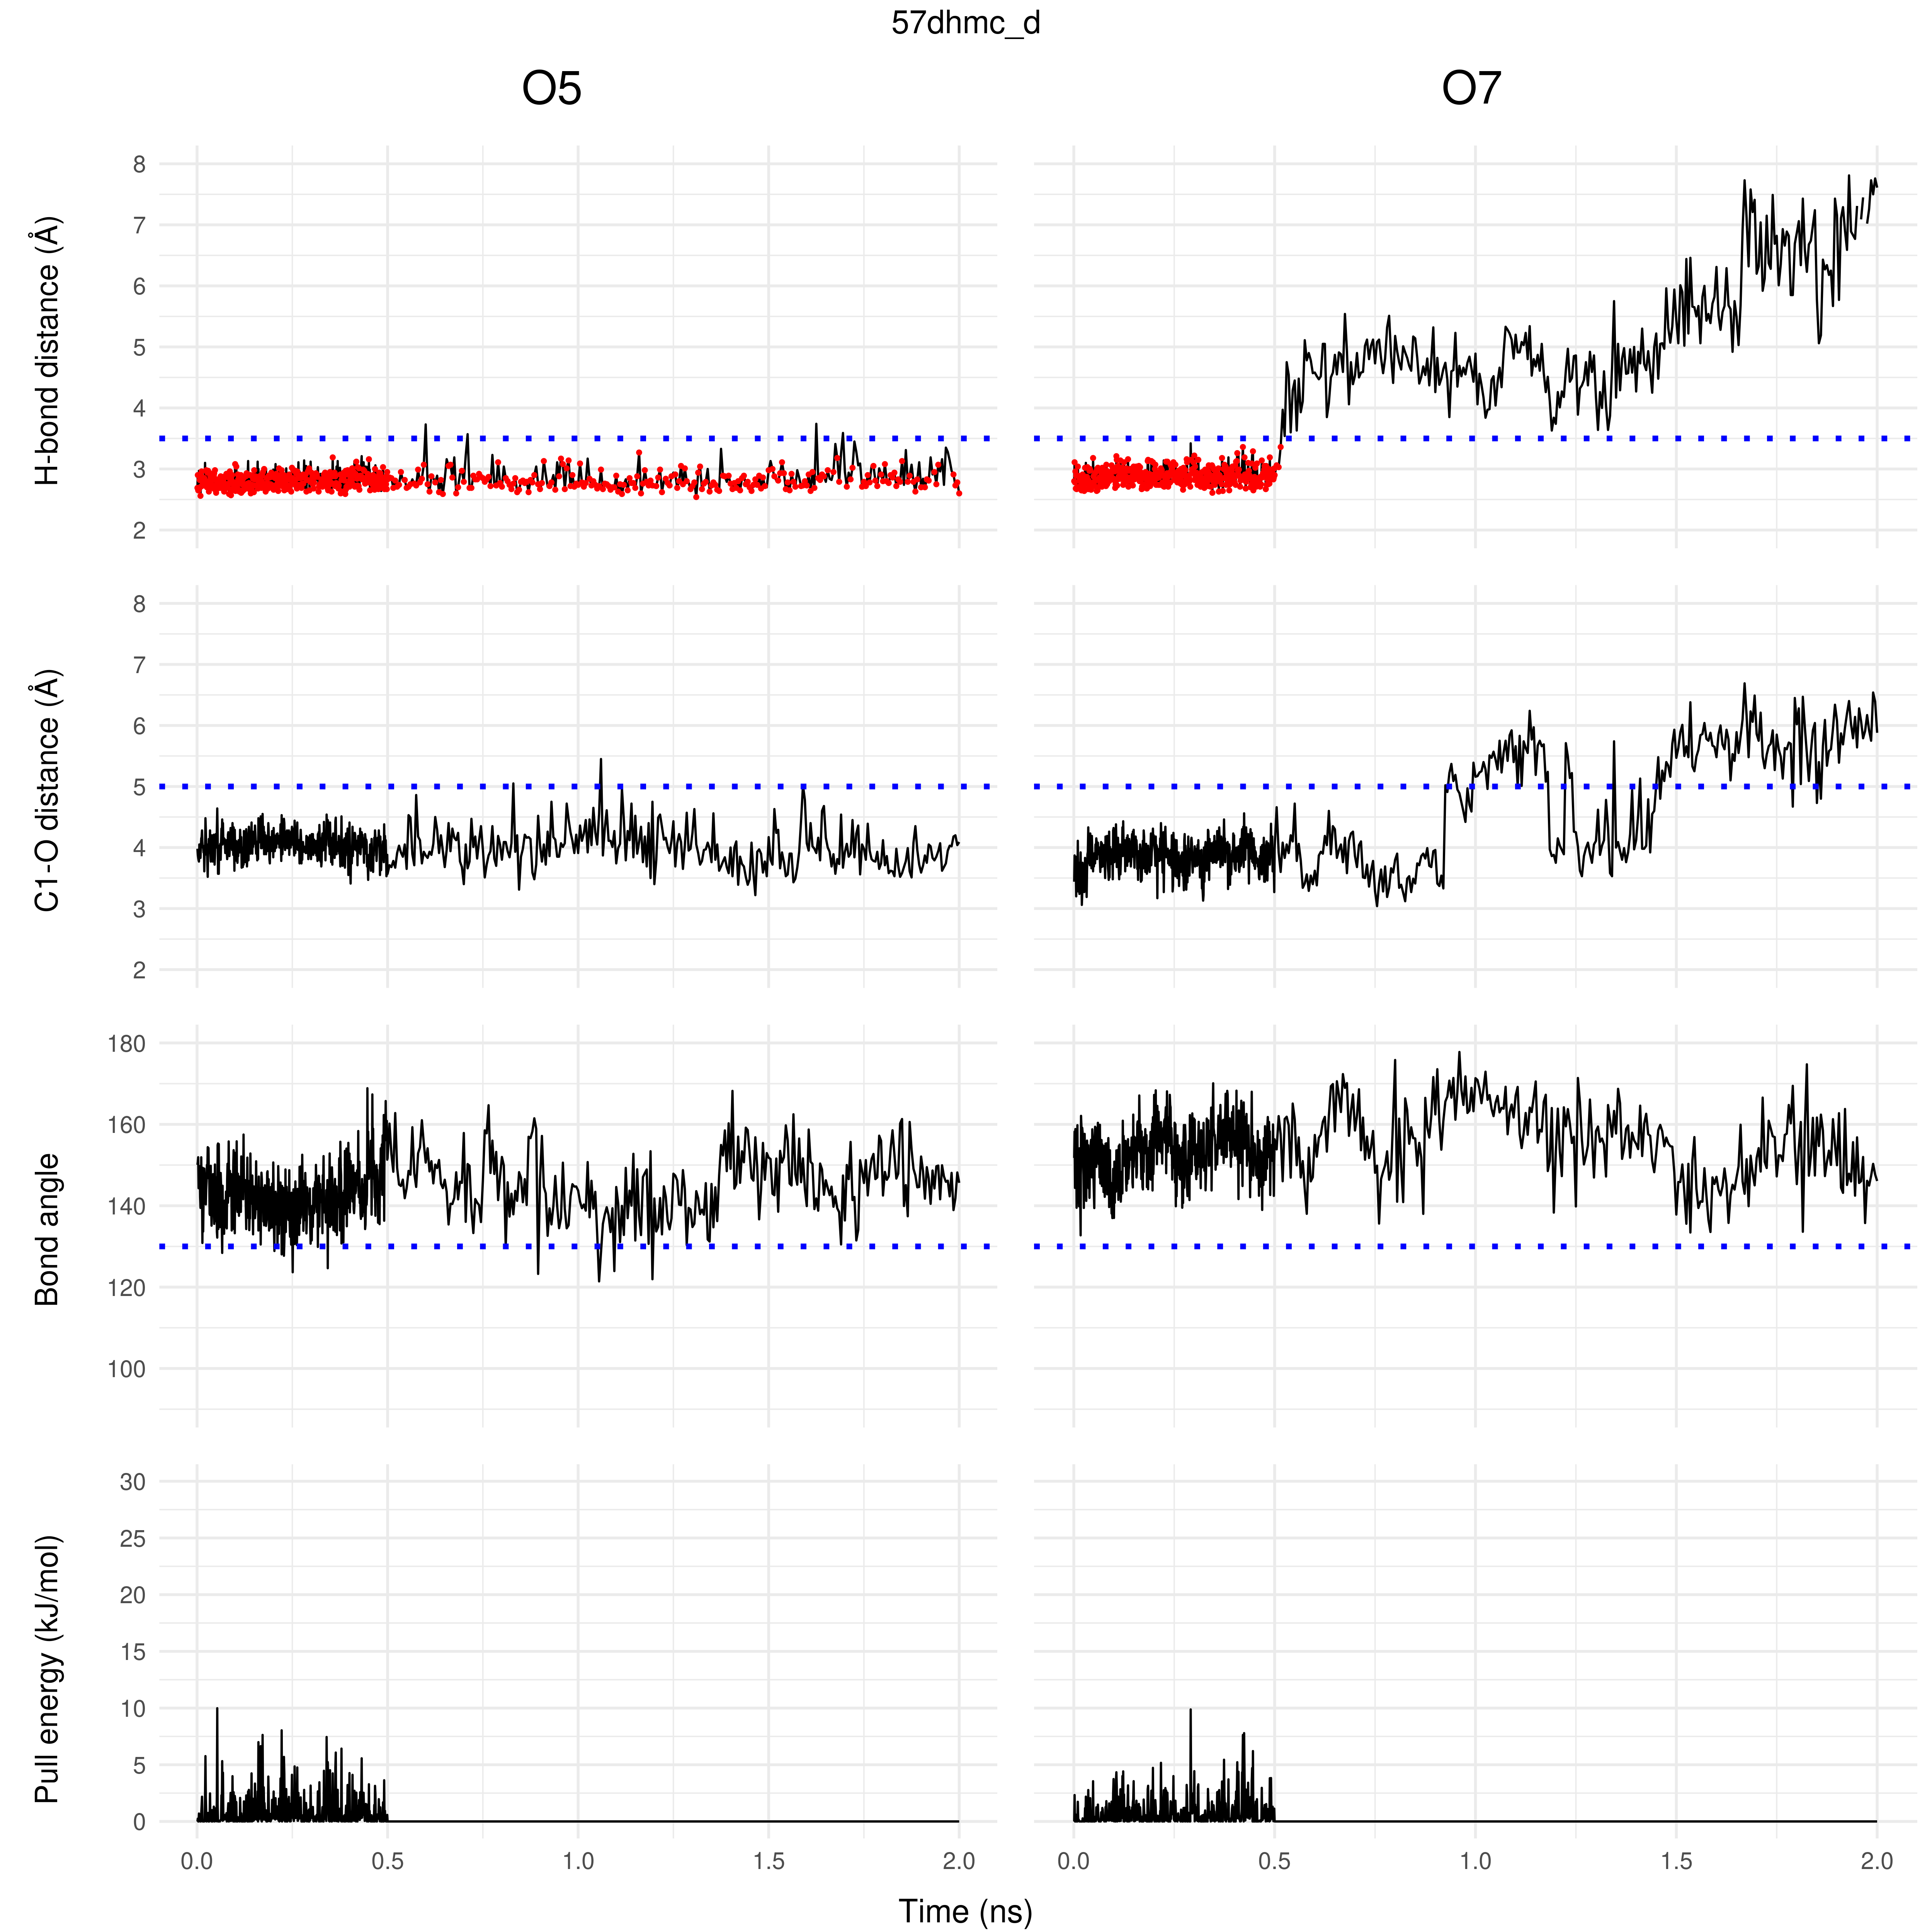 57dhmc_d
O5
O7
H-bond distance (Å)
8
7
6
5
4
3
2
C1-O distance (Å)
8
7
6
5
4
3
2
Bond angle
180
160
140
120
100
Pull energy (kJ/mol)
30
25
20
15
10
5
0
0.0 0.5 1.0 1.5 2.0 0.0 0.5 1.0 1.5 2.0
Time (ns)